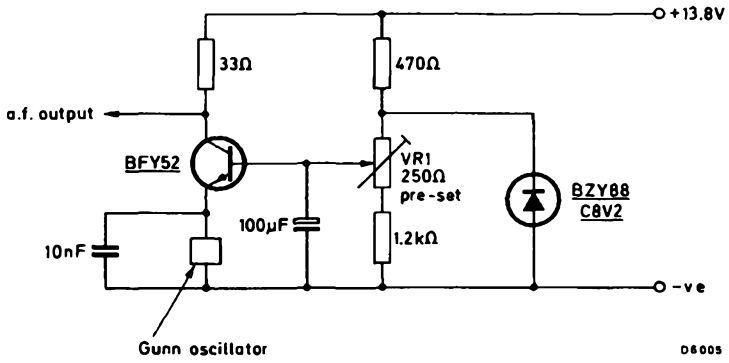 +13.8V
33Ω
470Ω
a.f. output
BFY52
VR1
250Ω
pre-set
BZY88
C8V2
100µF
1.2kΩ
10nF
-ve
Gunn oscillator
D6005